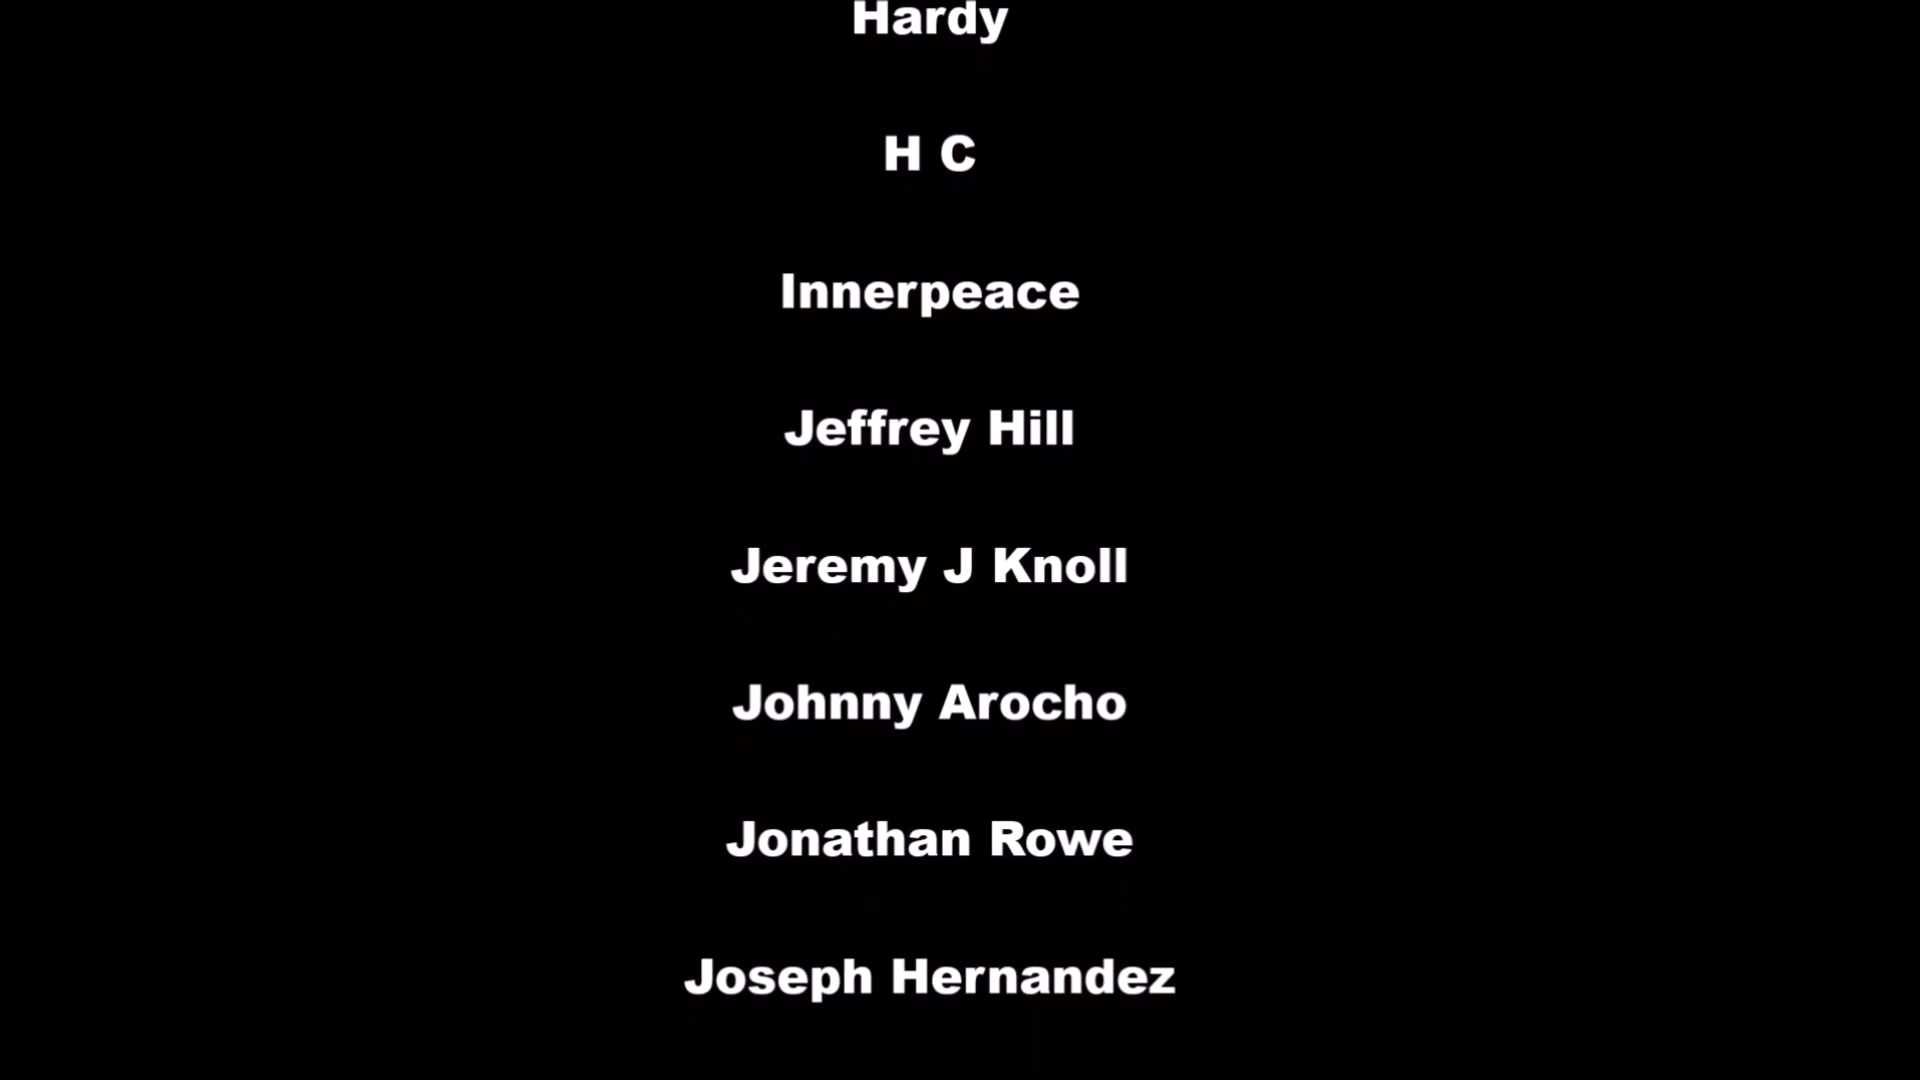 Hardy
H C
Innerpeace
Jeffrey Hill
Jeremy J Knoll
Johnny Arocho
Jonathan Rowe
Joseph Hernandez